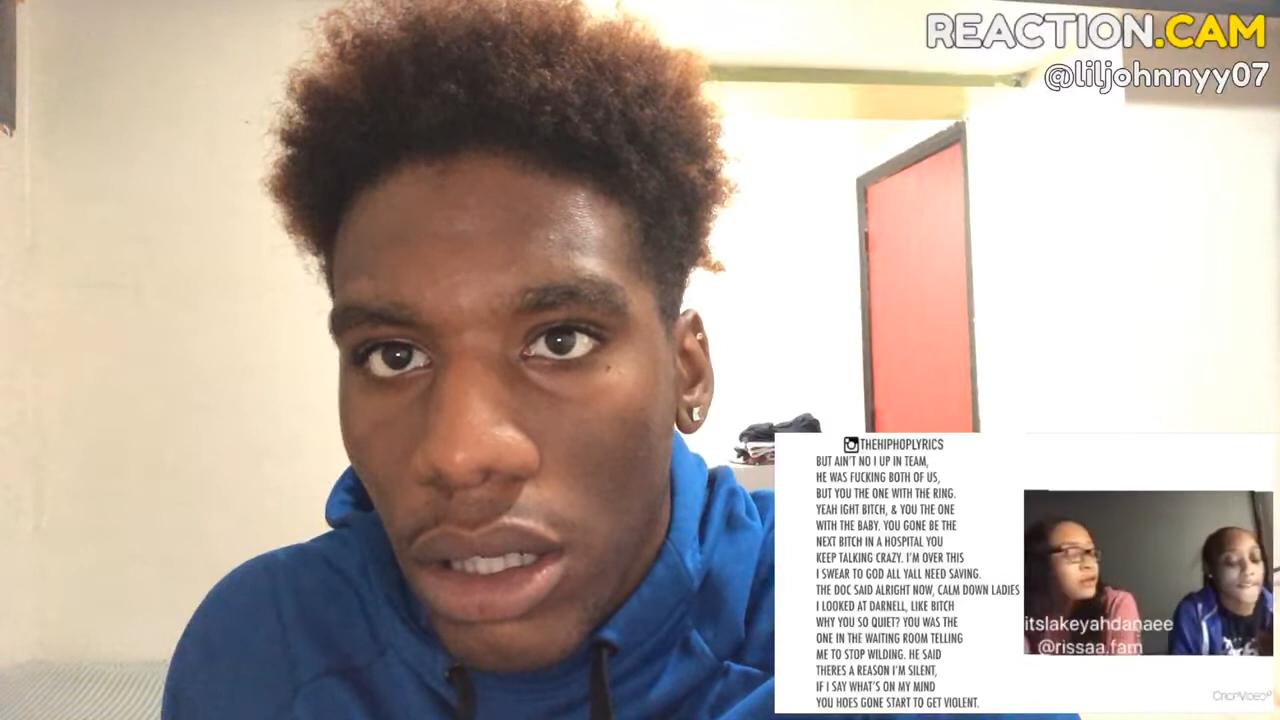 REACTION.CAM
@liljohnnyy07
THEHIPHOPLYRICS
BUT AIN'T NO I UP IN TEAM,
HE WAS FUCKING BOTH OF US,
BUT YOU THE ONE WITH THE RING.
YEAH IGHT BITCH, & YOU THE ONE
WITH THE BABY. YOU GONE BE THE
NEXT BITCH IN A HOSPITAL YOU
KEEP TALKING CRAZY. I'M OVER THIS
I SWEAR TO GOD ALL YALL NEED SAVING.
THE DOC SAID ALRIGHT NOW, CALM DOWN LADIES
I LOOKED AT DARNELL, LIKE BITCH
WHY YOU SO QUIET? YOU WAS THE
ONE IN THE WAITING ROOM TELLING
ME TO STOP WILDING. HE SAID
THERES A REASON I'M SILENT,
IF I SAY WHAT'S ON MY MIND
YOU HOES GONE START TO GET VIOLENT.
itslakeyahdanaee
@rissaa.fam
CropVideo